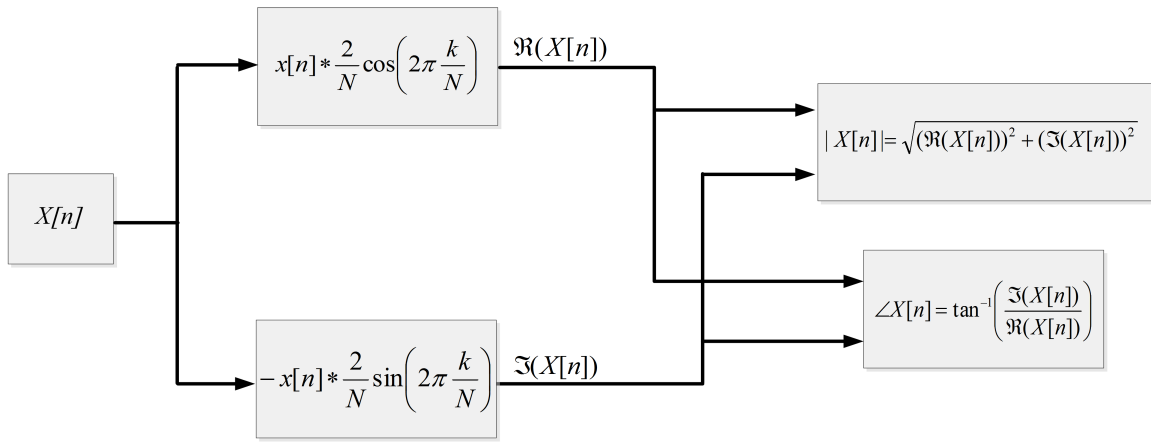 X[n]
x[n]*2/N cos(2π k/N)
ℜ(X[n])
-x[n]*2/N sin(2π k/N)
ℑ(X[n])
|X[n]|=√(ℜ(X[n]))²+(ℑ(X[n]))²
∠X[n]=tan⁻¹(ℑ(X[n])/ℜ(X[n]))